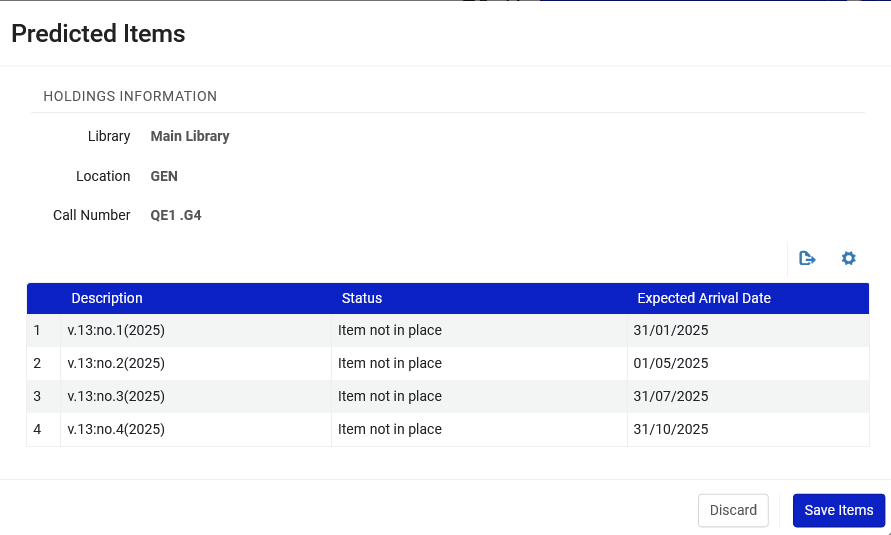 Predicted Items
HOLDINGS INFORMATION
Library Main Library
Location GEN
Call Number QE1 .G4
Description Status Expected Arrival Date
1 v.13:no.1(2025) Item not in place 31/01/2025
2 v.13:no.2(2025) Item not in place 01/05/2025
3 v.13:no.3(2025) Item not in place 31/07/2025
4 v.13:no.4(2025) Item not in place 31/10/2025
Discard Save Items